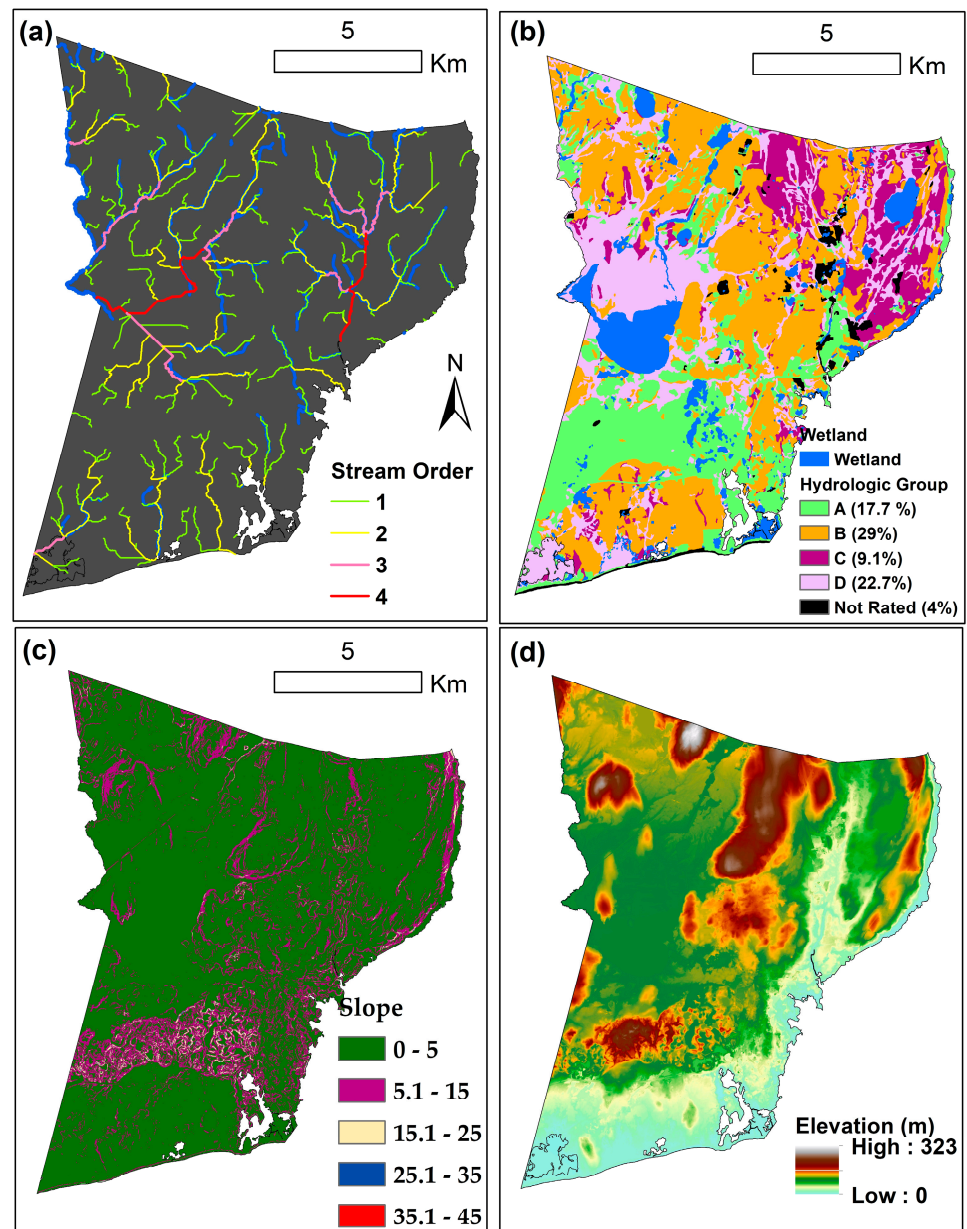 (a)
5
Km
N
Stream Order
1
2
3
4
(b)
5
Km
Wetland
Wetland
Hydrologic Group
A (17.7 %)
B (29%)
C (9.1%)
D (22.7%)
Not Rated (4%)
(c)
5
Km
Slope
0 - 5
5.1 - 15
15.1 - 25
25.1 - 35
35.1 - 45
(d)
Elevation (m)
High : 323
Low : 0